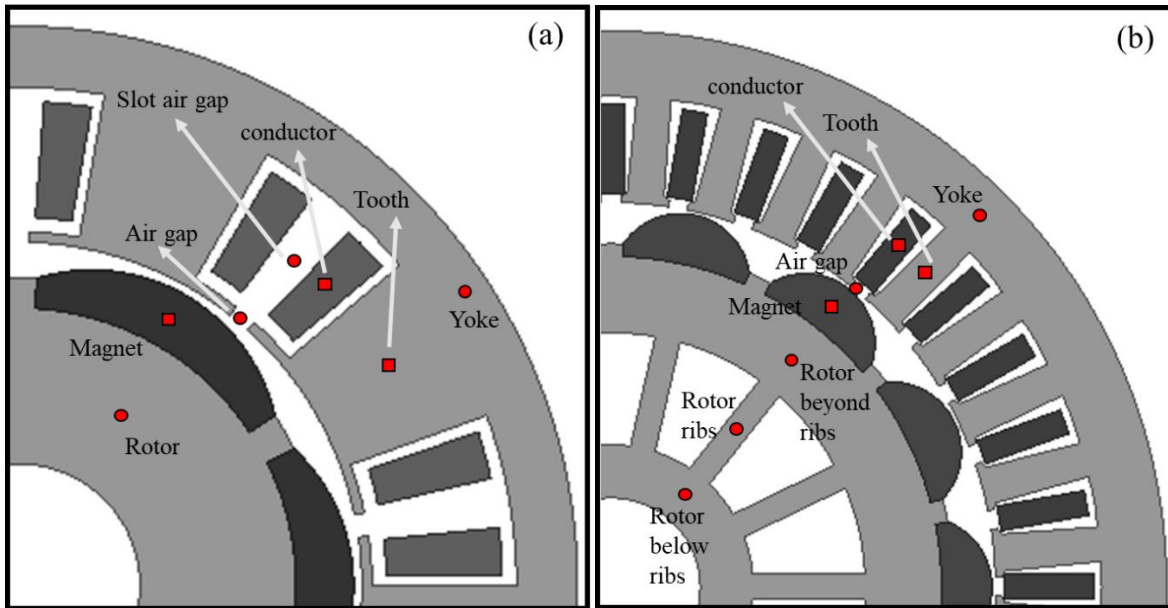 (a)
Slot air gap
conductor
Tooth
Air gap
Magnet
Yoke
Rotor
(b)
conductor
Tooth
Yoke
Air gap
Magnet
Rotor
beyond
ribs
Rotor
ribs
Rotor
below
ribs